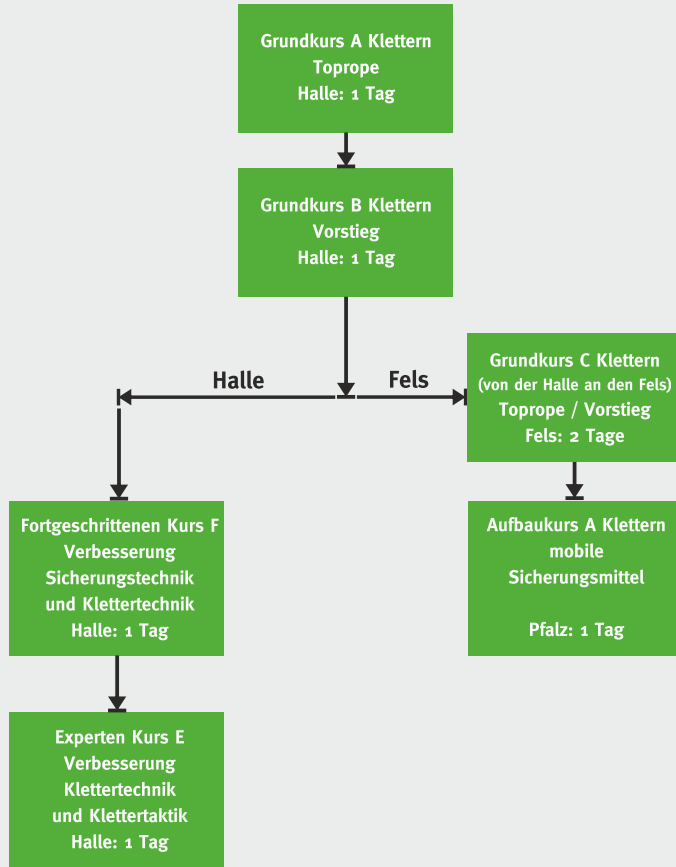 Grundkurs A Klettern
Toprope
Halle: 1 Tag
Grundkurs B Klettern
Vorstieg
Halle: 1 Tag
Halle
Fels
Grundkurs C Klettern
(von der Halle an den Fels)
Toprope / Vorstieg
Fels: 2 Tage
Fortgeschrittenen Kurs F
Verbesserung
Sicherungstechnik
und Klettertechnik
Halle: 1 Tag
Aufbaukurs A Klettern
mobile
Sicherungsmittel
Pfalz: 1 Tag
Experten Kurs E
Verbesserung
Klettertechnik
und Klettertaktik
Halle: 1 Tag